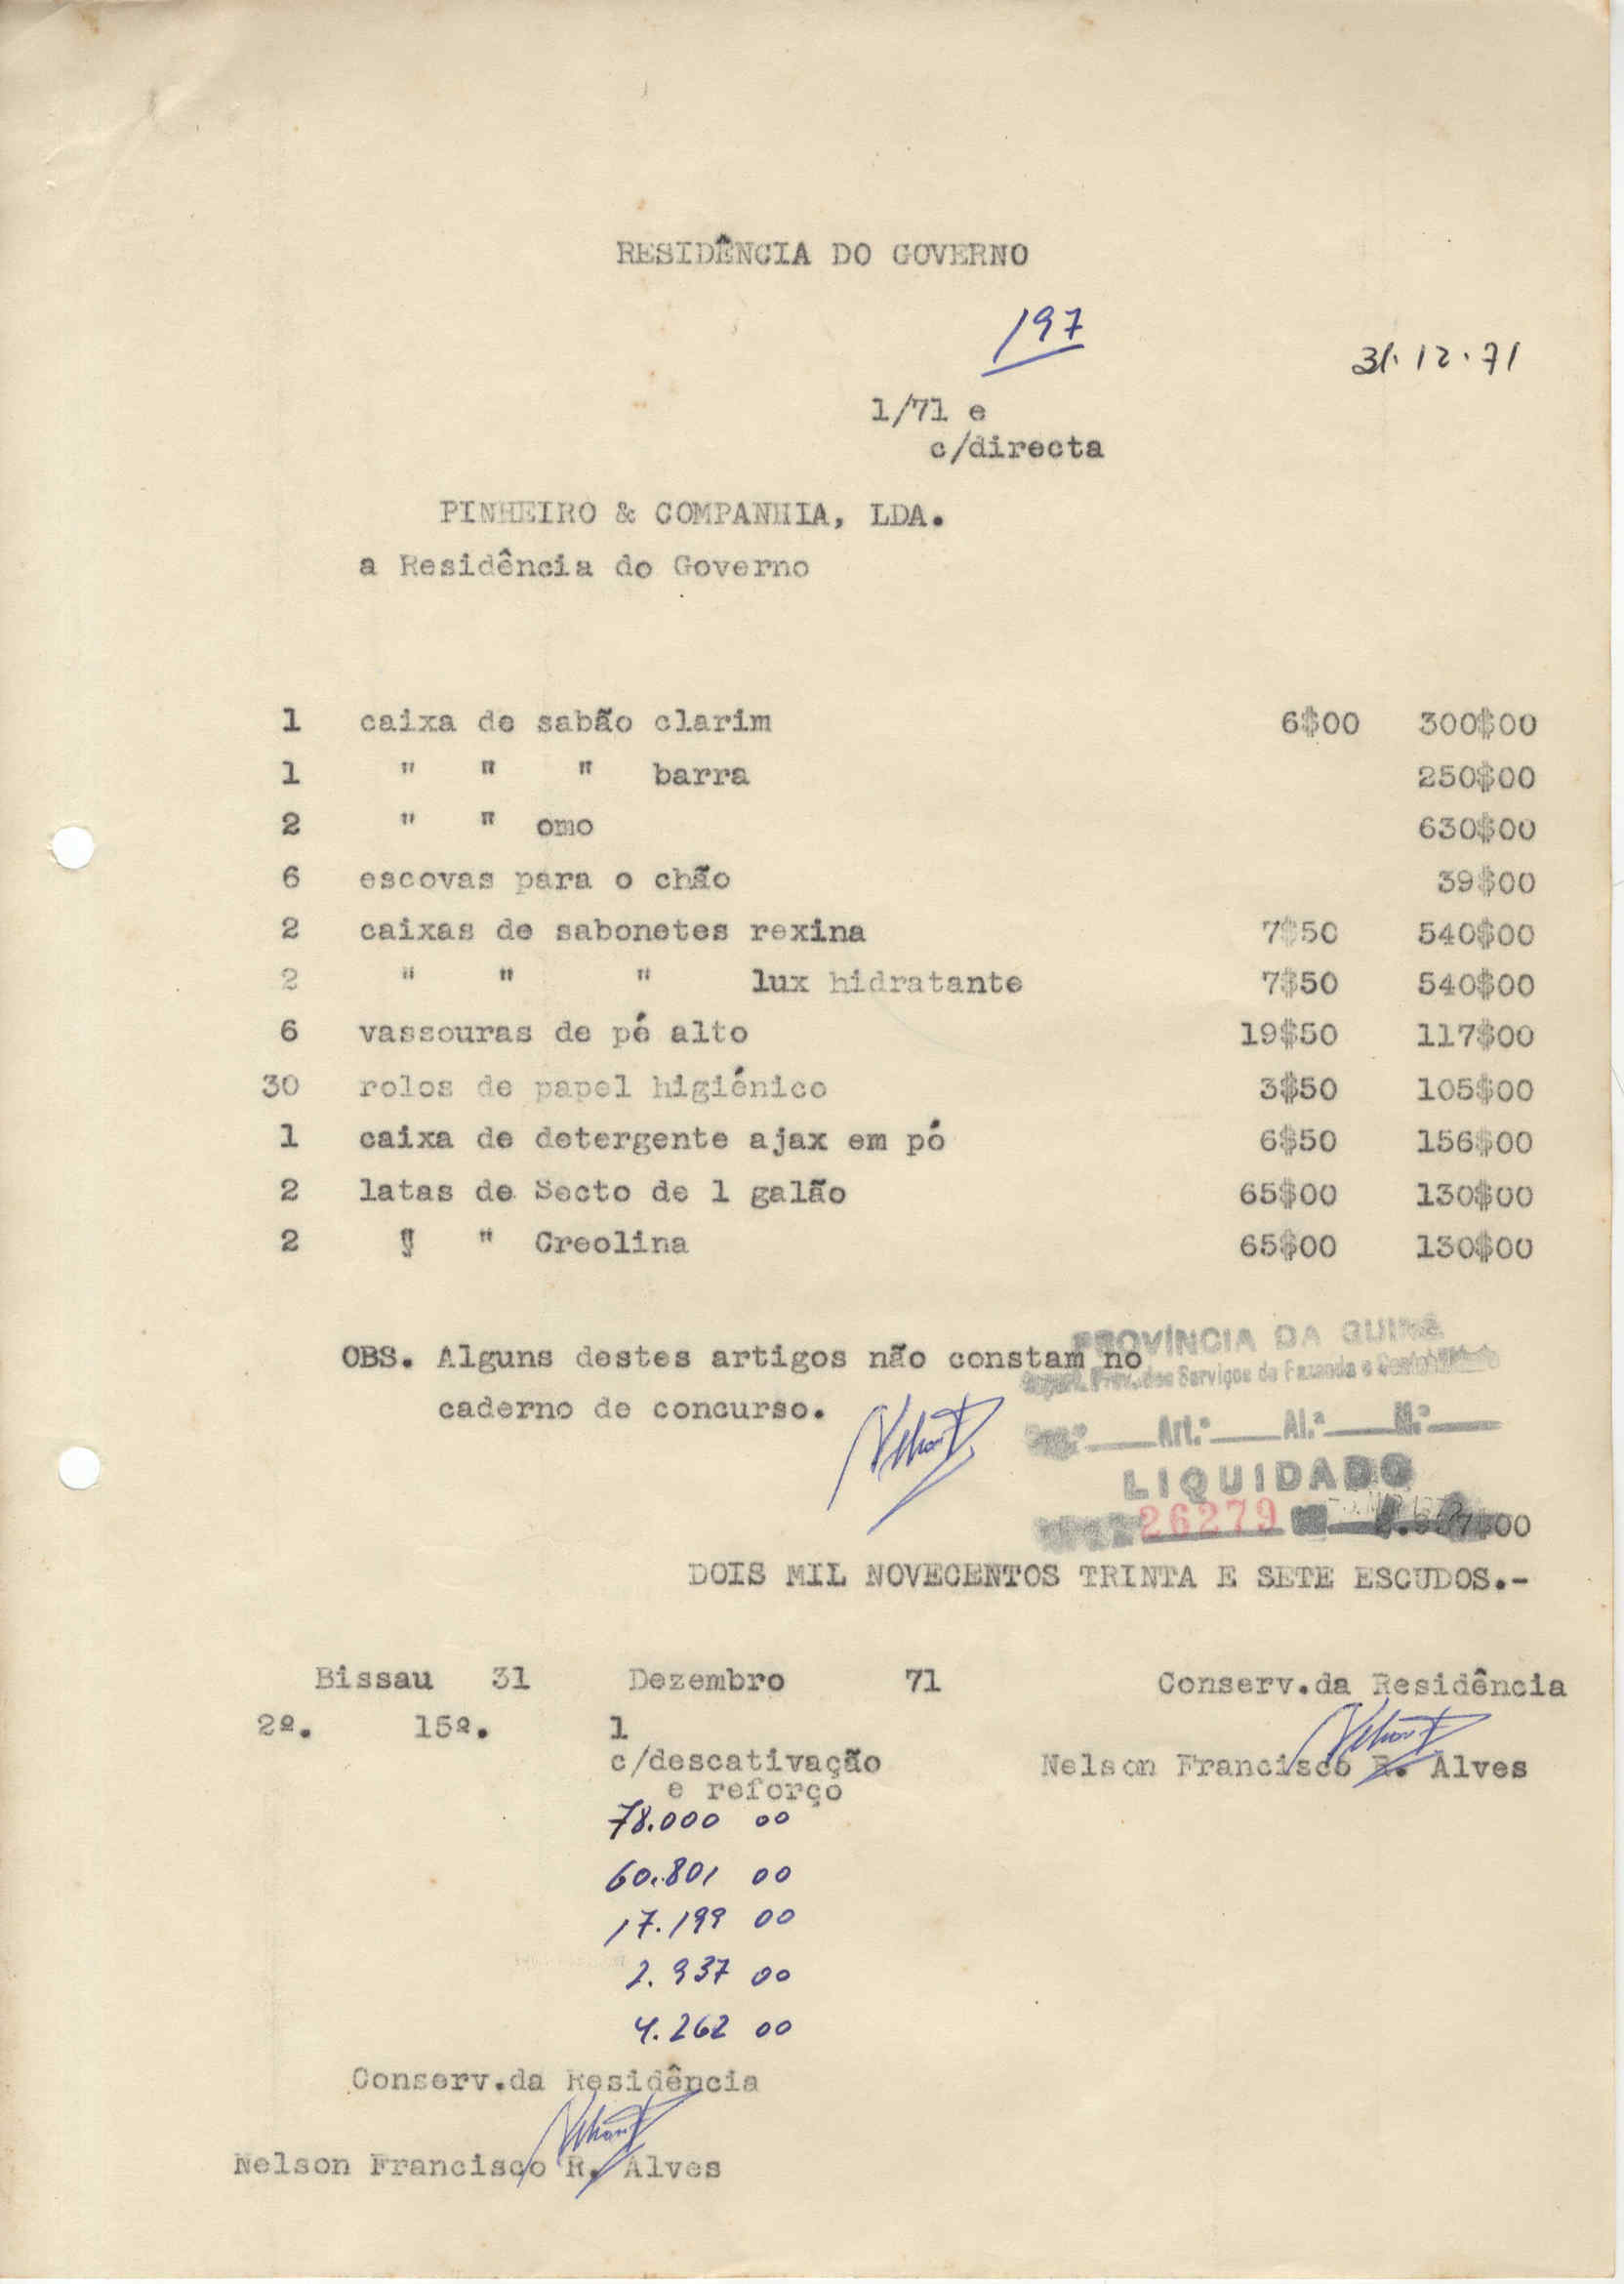 RESIDÊNCIA DO GOVERNO
197
31.12.71
1/71 e
c/directa
PINHEIRO & COMPANHIA, LDA.
a Residência do Governo
1 caixa de sabão clarim 6$00 300$00
1 " " " barra 250$00
2 " " omo 630$00
6 escovas para o chão 39$00
2 caixas de sabonetes rexina 7$50 540$00
2 " " " lux hidratante 7$50 540$00
6 vassouras de pé alto 19$50 117$00
30 rolos de papel higiénico 3$50 105$00
1 caixa de detergente ajax em pó 6$50 156$00
2 latas de Secto de 1 galão 65$00 130$00
2 " " Creolina 65$00 130$00
PROVÍNCIA DA GUINÉ
OBS. Alguns destes artigos não constam no
Prov. dos Serviços de Fazenda e
caderno de concurso.
Art.º Al.ª N.º
LIQUIDADO
26279
DOIS MIL NOVECENTOS TRINTA E SETE ESCUDOS.-
Bissau 31 Dezembro 71 Conserv.da Residência
2º. 15º. 1
c/descativação
Nelson Francisco R. Alves
e reforço
78.000 00
60.801 00
17.199 00
2.937 00
4.262 00
Conserv.da Residência
Nelson Francisco R. Alves